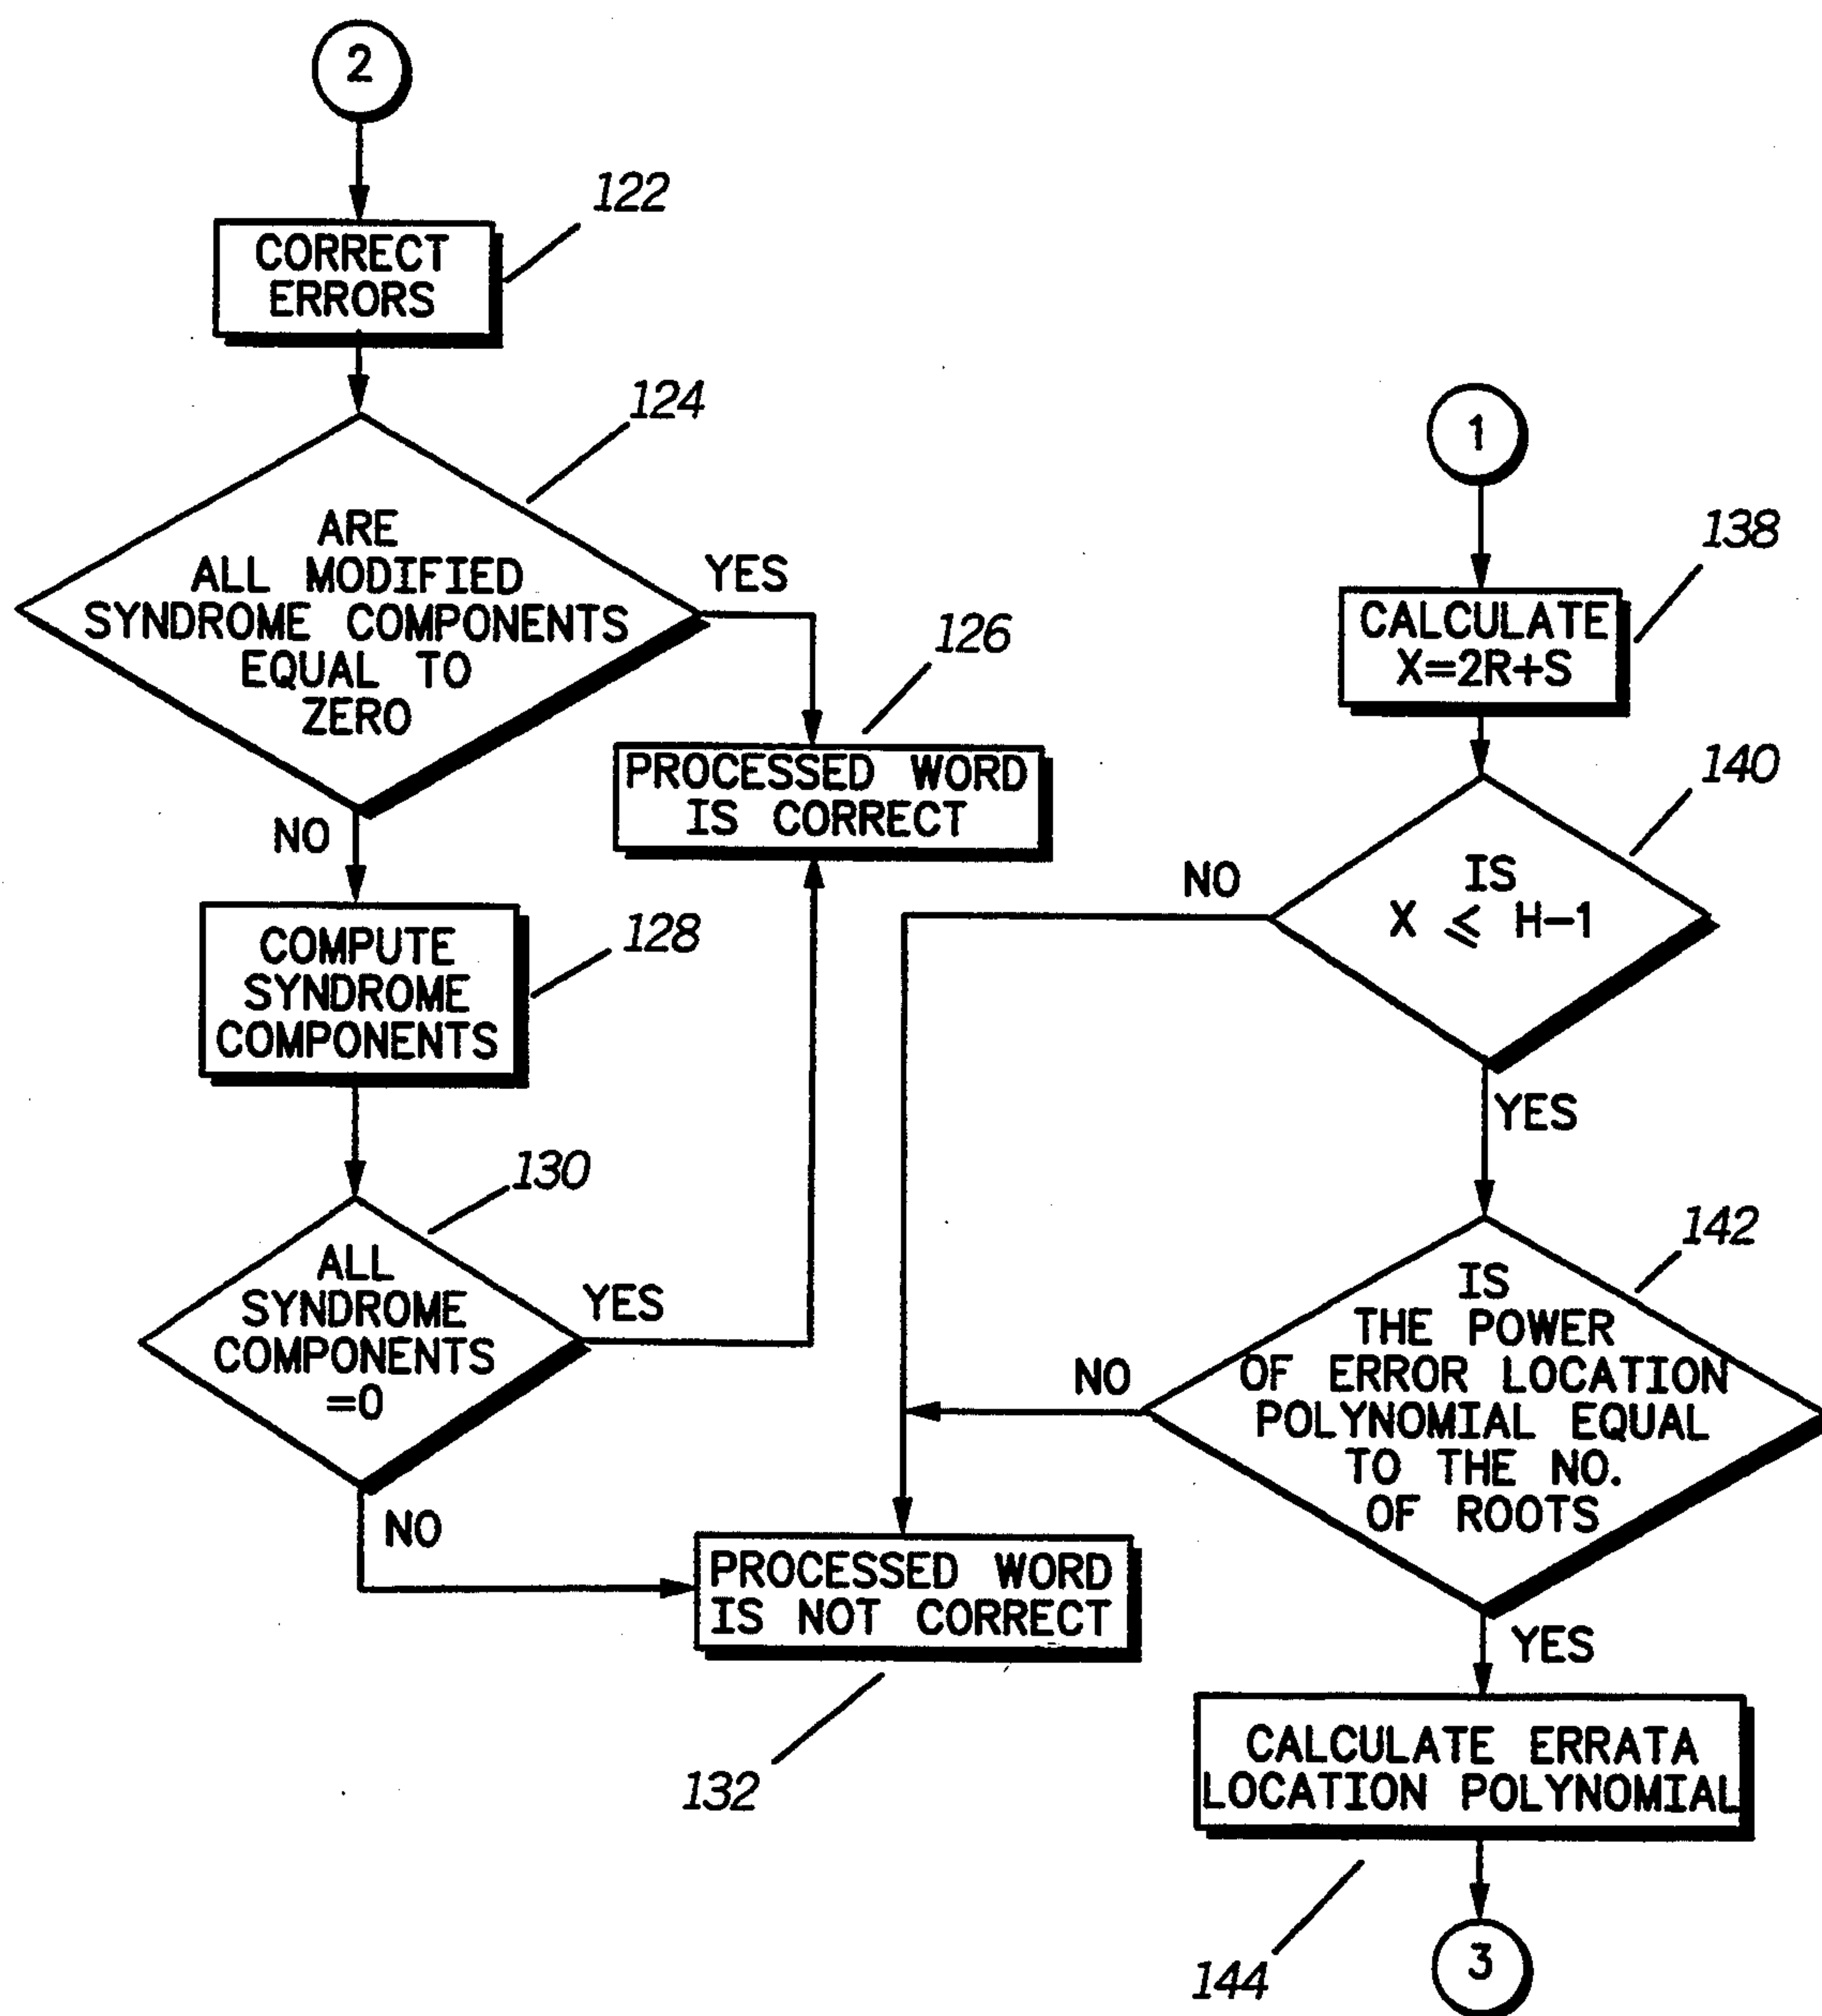 2
122
CORRECT
ERRORS
124
ARE
ALL MODIFIED
SYNDROME COMPONENTS
EQUAL TO
ZERO
YES
NO
126
PROCESSED WORD
IS CORRECT
COMPUTE
SYNDROME
COMPONENTS
128
130
ALL
SYNDROME
COMPONENTS
=0
YES
NO
PROCESSED WORD
IS NOT CORRECT
132
1
138
CALCULATE
X=2R+S
140
IS
X ⩽ H-1
NO
YES
142
IS
THE POWER
OF ERROR LOCATION
POLYNOMIAL EQUAL
TO THE NO.
OF ROOTS
NO
YES
CALCULATE ERRATA
LOCATION POLYNOMIAL
144
3